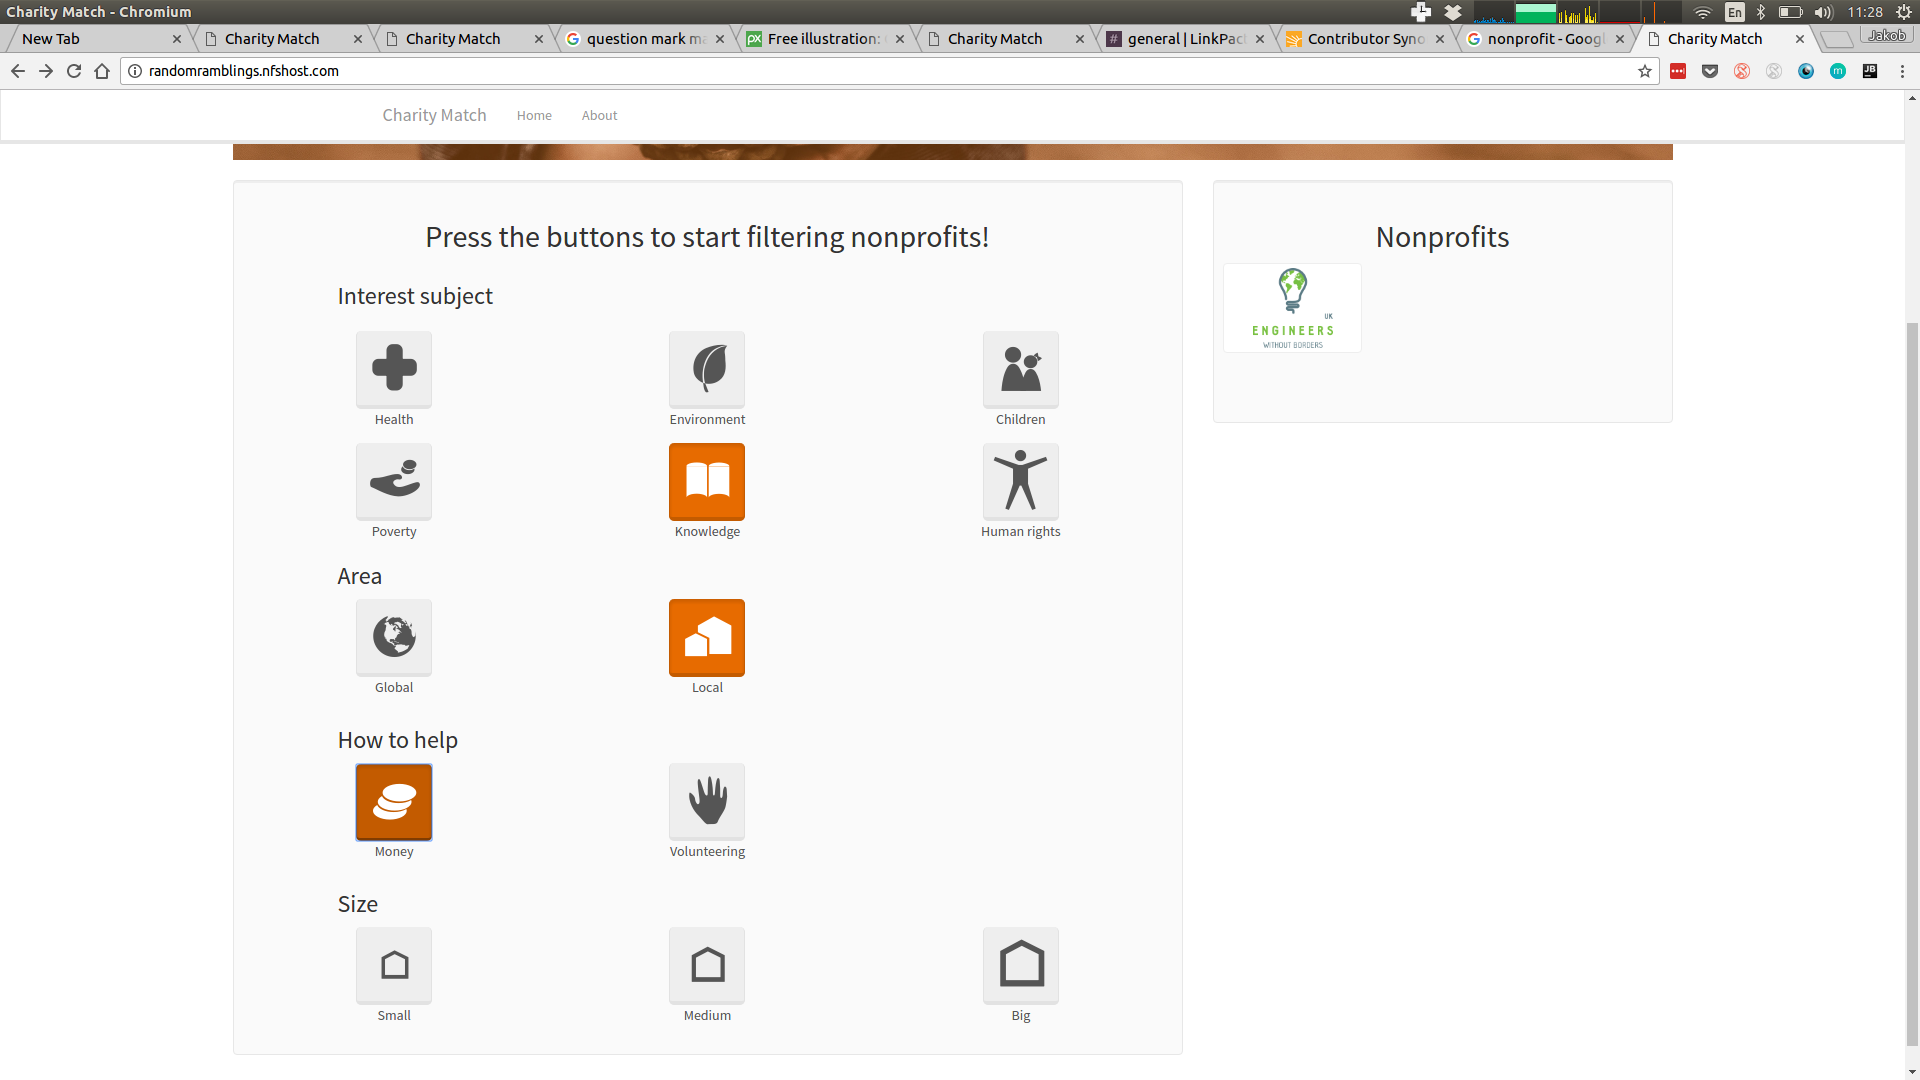 Charity Match - Chromium
En
11:28
New Tab
Charity Match
Charity Match
question mark m
Free illustration:
Charity Match
general | LinkPac
Contributor Syno
nonprofit - Googl
Charity Match
Jakob
randomramblings.nfshost.com
JB
Charity Match
Home
About
Press the buttons to start filtering nonprofits!
Nonprofits
UK
ENGINEERS
WITHOUT BORDERS
Interest subject
Health
Environment
Children
Poverty
Knowledge
Human rights
Area
Global
Local
How to help
Money
Volunteering
Size
Small
Medium
Big